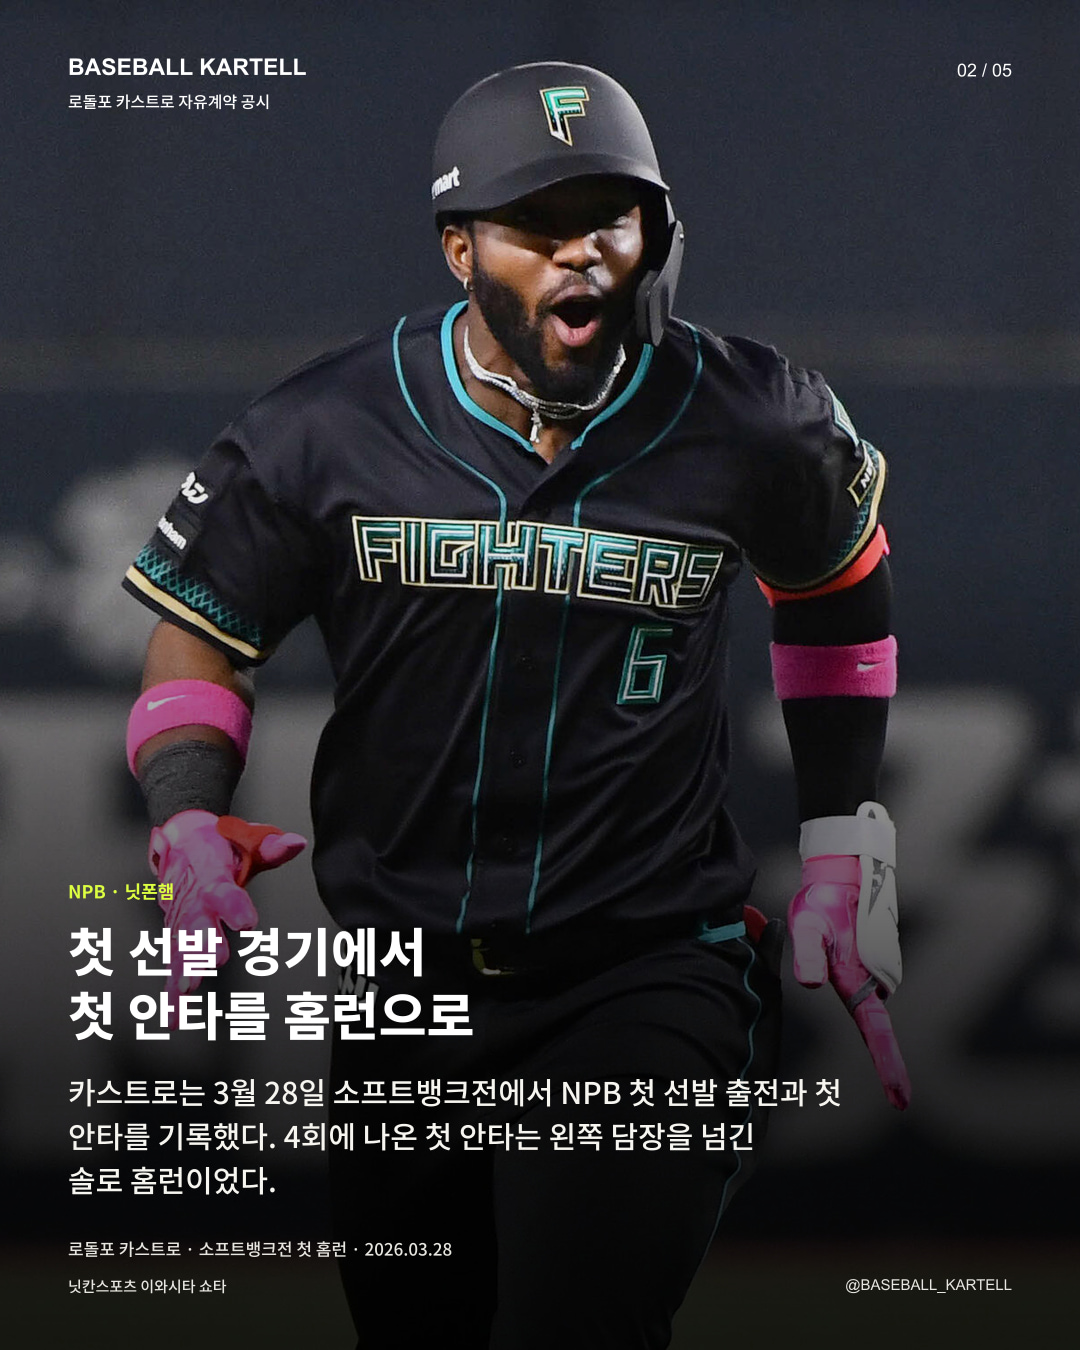 BASEBALL KARTELL
로돌포 카스트로 자유계약 공시
02 / 05
F
mart
FIGHTERS
6
NPB · 닛폰햄
첫 선발 경기에서
첫 안타를 홈런으로
카스트로는 3월 28일 소프트뱅크전에서 NPB 첫 선발 출전과 첫
안타를 기록했다. 4회에 나온 첫 안타는 왼쪽 담장을 넘긴
솔로 홈런이었다.
로돌포 카스트로 · 소프트뱅크전 첫 홈런 · 2026.03.28
닛칸스포츠 이와시타 쇼타
@BASEBALL_KARTELL